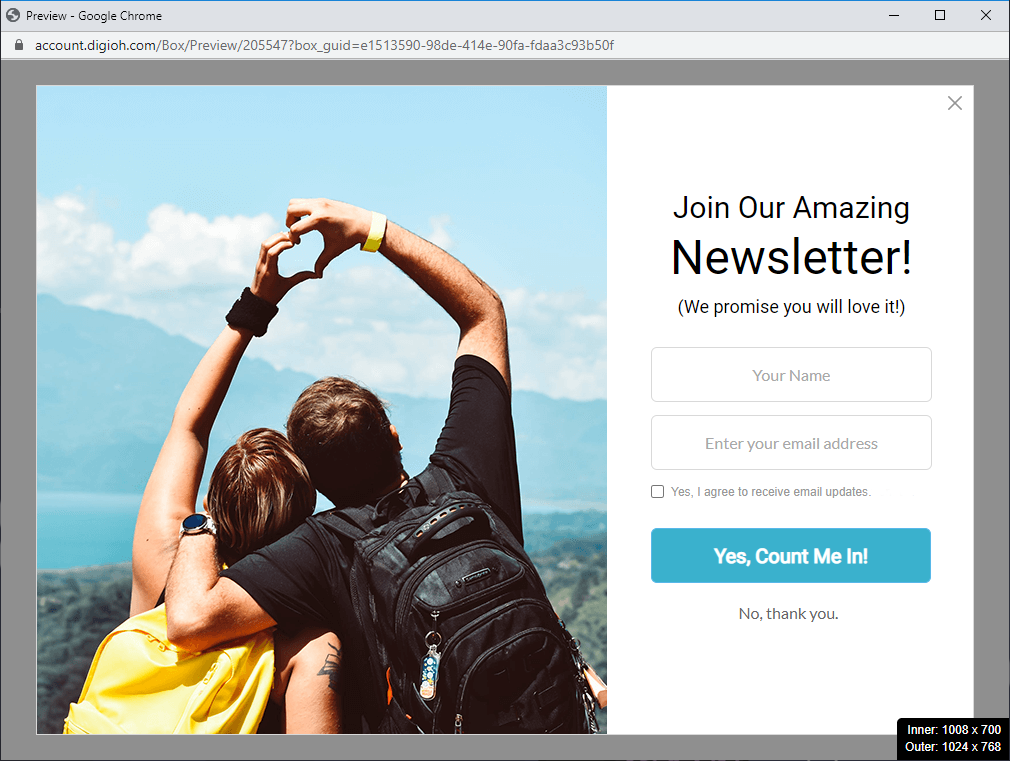 Preview - Google Chrome
account.digioh.com/Box/Preview/205547?box_guid=e1513590-98de-414e-90fa-fdaa3c93b50f
Join Our Amazing
Newsletter!
(We promise you will love it!)
Your Name
Enter your email address
Yes, I agree to receive email updates.
Yes, Count Me In!
No, thank you.
Inner: 1008 x 700
Outer: 1024 x 768